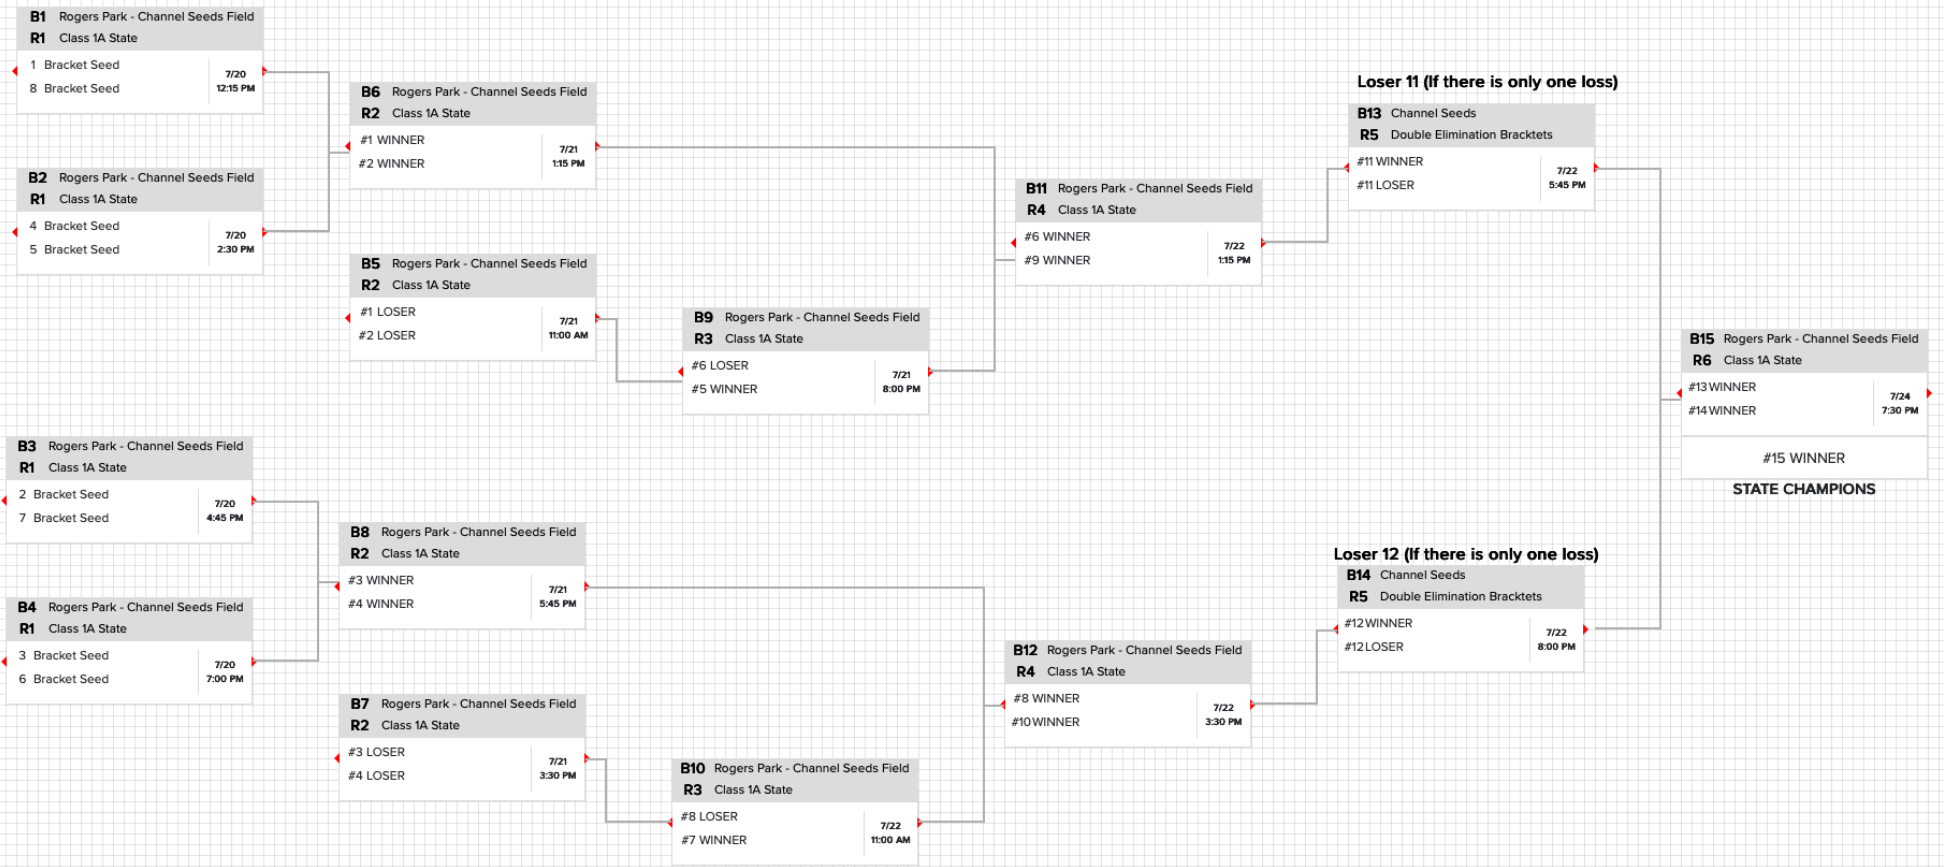 B1 Rogers Park - Channel Seeds Field
R1 Class 1A State
1 Bracket Seed
8 Bracket Seed
7/20
12:15 PM
B2 Rogers Park - Channel Seeds Field
R1 Class 1A State
4 Bracket Seed
5 Bracket Seed
7/20
2:30 PM
B6 Rogers Park - Channel Seeds Field
R2 Class 1A State
#1 WINNER
#2 WINNER
7/21
1:15 PM
B5 Rogers Park - Channel Seeds Field
R2 Class 1A State
#1 LOSER
#2 LOSER
7/21
11:00 AM
B9 Rogers Park - Channel Seeds Field
R3 Class 1A State
#6 LOSER
#5 WINNER
7/21
8:00 PM
B11 Rogers Park - Channel Seeds Field
R4 Class 1A State
#6 WINNER
#9 WINNER
7/22
1:15 PM
Loser 11 (If there is only one loss)
B13 Channel Seeds
R5 Double Elimination Bracktets
#11 WINNER
#11 LOSER
7/22
5:45 PM
B15 Rogers Park - Channel Seeds Field
R6 Class 1A State
#13 WINNER
#14 WINNER
7/24
7:30 PM
#15 WINNER
STATE CHAMPIONS
B3 Rogers Park - Channel Seeds Field
R1 Class 1A State
2 Bracket Seed
7 Bracket Seed
7/20
4:45 PM
B4 Rogers Park - Channel Seeds Field
R1 Class 1A State
3 Bracket Seed
6 Bracket Seed
7/20
7:00 PM
B8 Rogers Park - Channel Seeds Field
R2 Class 1A State
#3 WINNER
#4 WINNER
7/21
5:45 PM
B7 Rogers Park - Channel Seeds Field
R2 Class 1A State
#3 LOSER
#4 LOSER
7/21
3:30 PM
B10 Rogers Park - Channel Seeds Field
R3 Class 1A State
#8 LOSER
#7 WINNER
7/22
11:00 AM
B12 Rogers Park - Channel Seeds Field
R4 Class 1A State
#8 WINNER
#10 WINNER
7/22
3:30 PM
Loser 12 (If there is only one loss)
B14 Channel Seeds
R5 Double Elimination Bracktets
#12 WINNER
#12 LOSER
7/22
8:00 PM